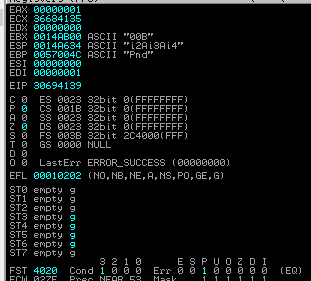 EAX 00000001
ECX 36684135
EDX 00000000
EBX 0014AB00 ASCII "00B"
ESP 0014A634 ASCII "i2Ai3Ai4"
EBP 0057004C ASCII "Pnd"
ESI 00000000
EDI 00000001
EIP 30694139
C 0 ES 0023 32bit 0(FFFFFFFF)
P 0 CS 001B 32bit 0(FFFFFFFF)
A 0 SS 0023 32bit 0(FFFFFFFF)
Z 0 DS 0023 32bit 0(FFFFFFFF)
S 0 FS 003B 32bit 2C4000(FFF)
T 0 GS 0000 NULL
D 0
O 0 LastErr ERROR_SUCCESS (00000000)
EFL 00010202 (NO,NB,NE,A,NS,PO,GE,G)
ST0 empty g
ST1 empty g
ST2 empty g
ST3 empty g
ST4 empty g
ST5 empty g
ST6 empty g
ST7 empty g
3 2 1 0 E S P U O Z D I
FST 4020 Cond 1 0 0 0 Err 0 0 1 0 0 0 0 0 (EQ)
FCW 027F Prec NEAR,53 Mask 1 1 1 1 1 1